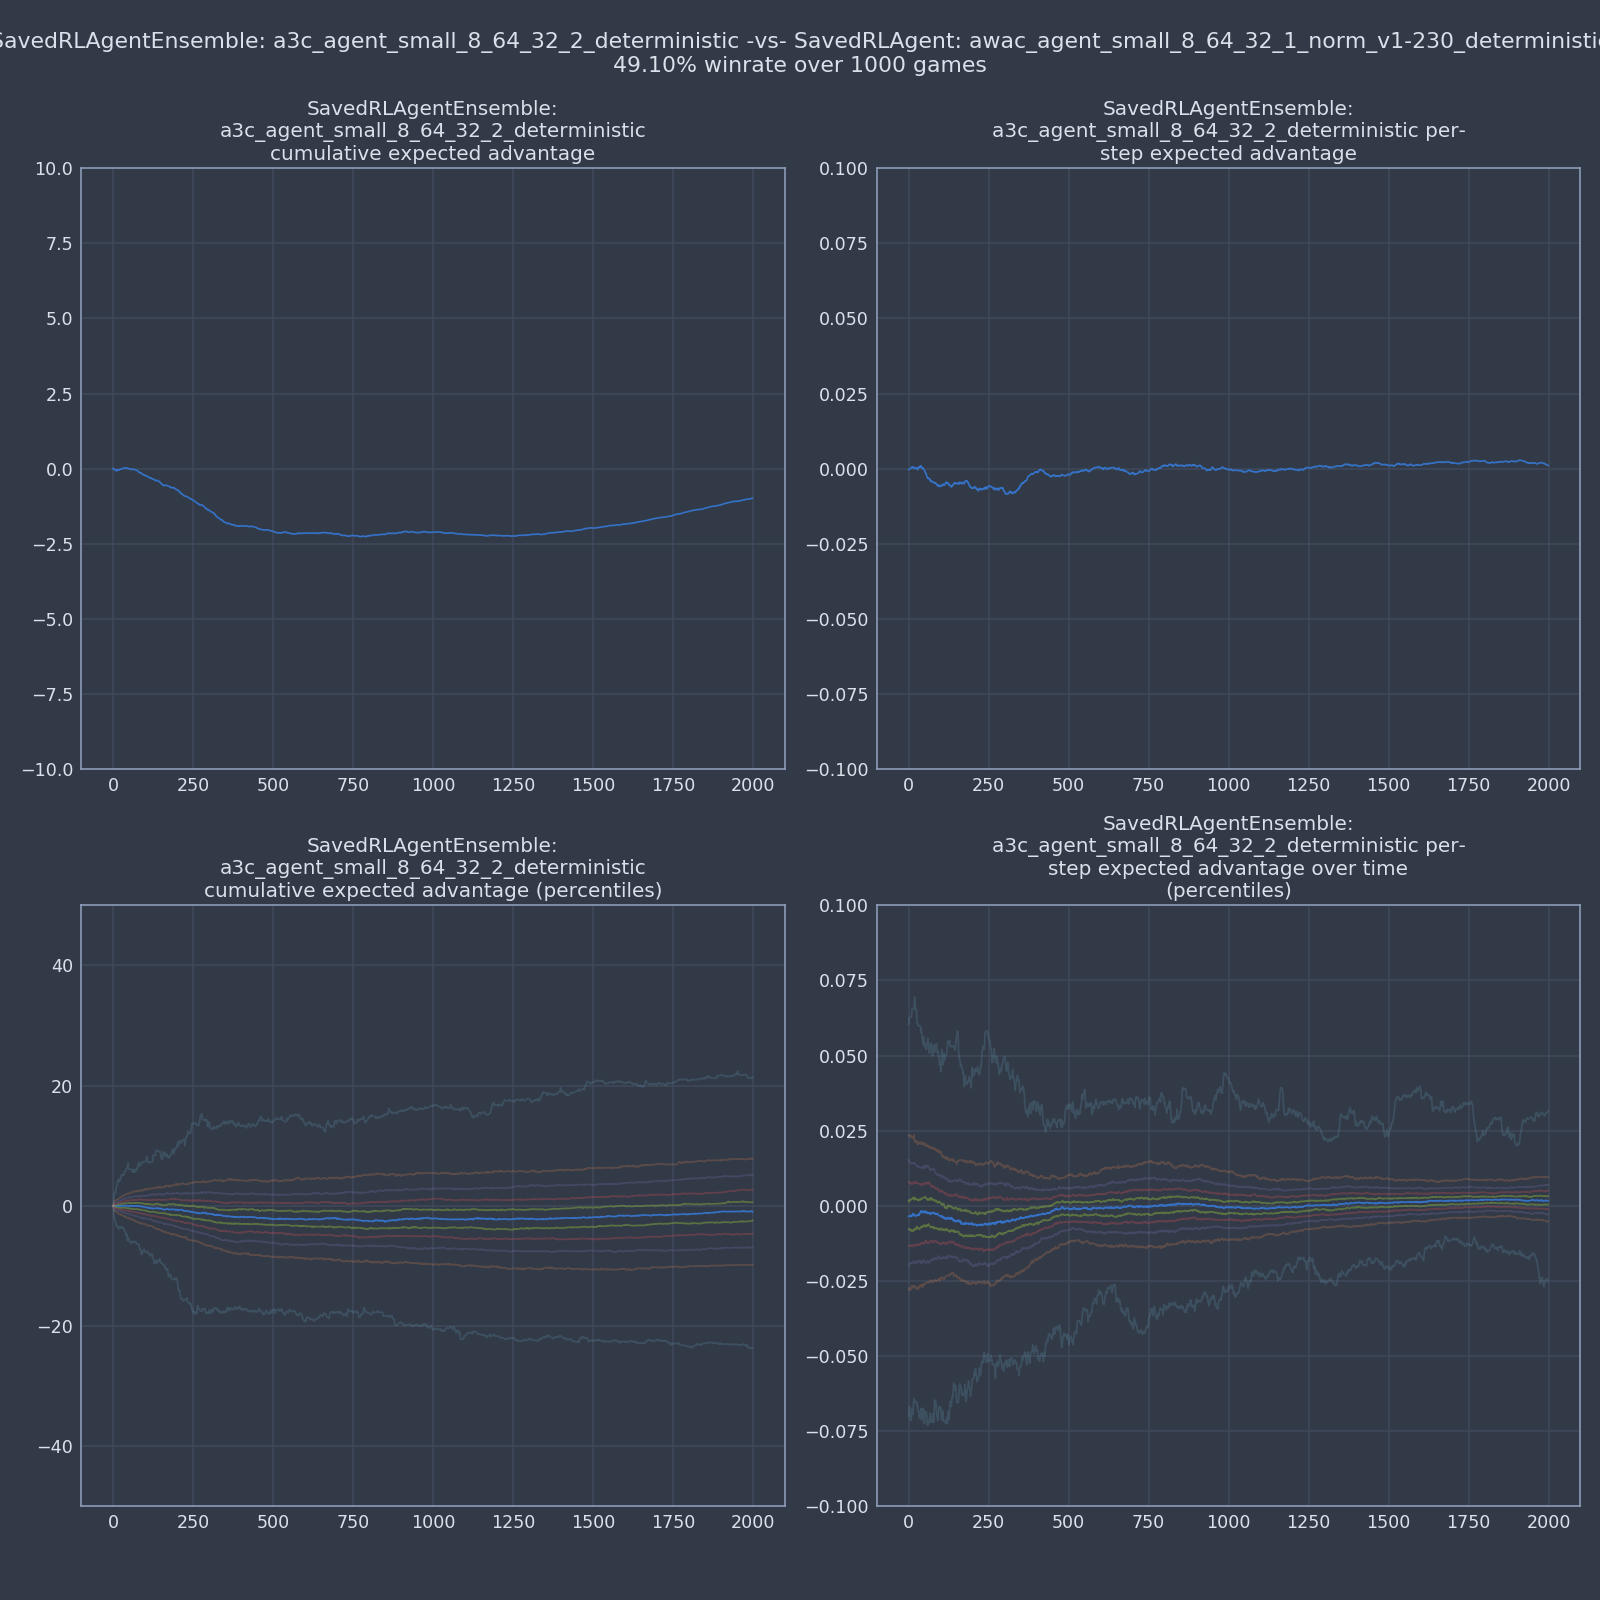 SavedRLAgentEnsemble: a3c_agent_small_8_64_32_2_deterministic -vs- SavedRLAgent: awac_agent_small_8_64_32_1_norm_v1-230_deterministic
49.10% winrate over 1000 games
SavedRLAgentEnsemble:
a3c_agent_small_8_64_32_2_deterministic
cumulative expected advantage
10.0
7.5
5.0
2.5
0.0
−2.5
−5.0
−7.5
−10.0
0 250 500 750 1000 1250 1500 1750 2000
SavedRLAgentEnsemble:
a3c_agent_small_8_64_32_2_deterministic per-
step expected advantage
0.100
0.075
0.050
0.025
0.000
−0.025
−0.050
−0.075
−0.100
0 250 500 750 1000 1250 1500 1750 2000
SavedRLAgentEnsemble:
a3c_agent_small_8_64_32_2_deterministic
cumulative expected advantage (percentiles)
40
20
0
−20
−40
0 250 500 750 1000 1250 1500 1750 2000
SavedRLAgentEnsemble:
a3c_agent_small_8_64_32_2_deterministic per-
step expected advantage over time
(percentiles)
0.100
0.075
0.050
0.025
0.000
−0.025
−0.050
−0.075
−0.100
0 250 500 750 1000 1250 1500 1750 2000